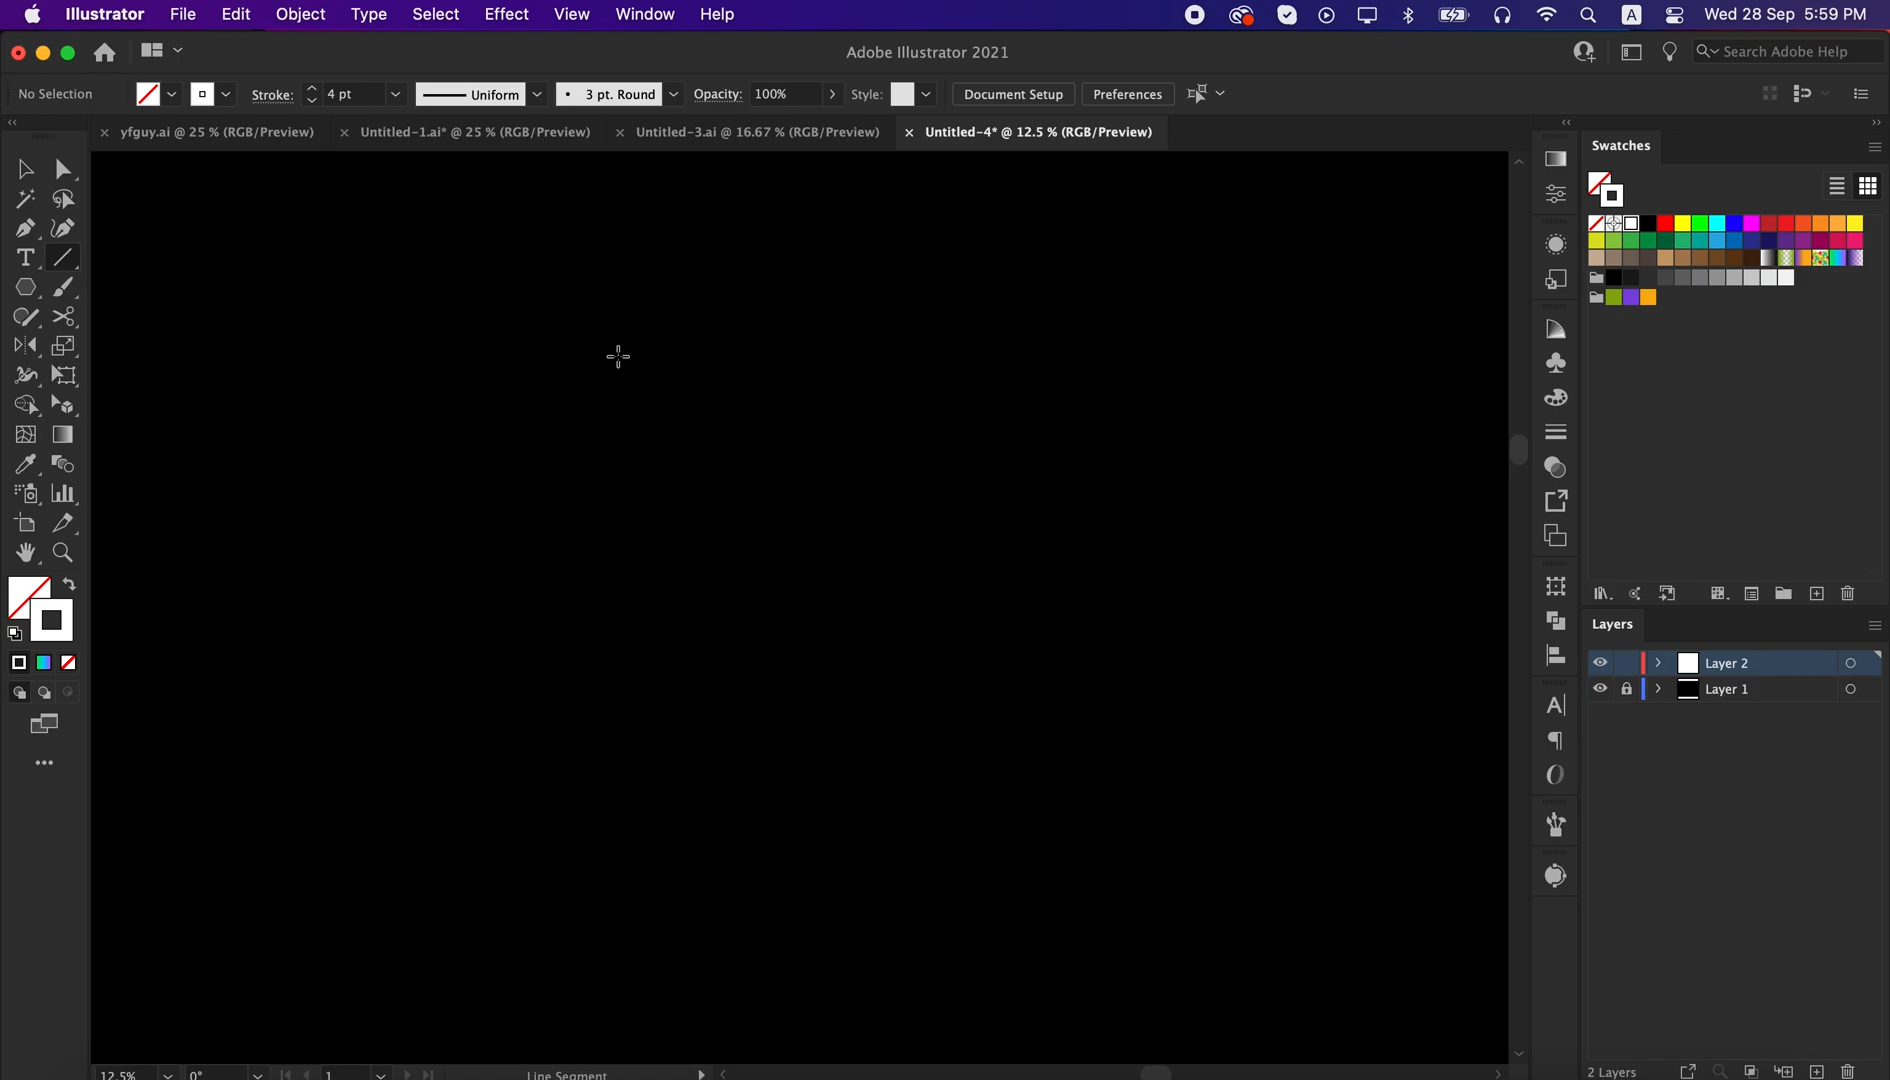 Illustrator File Edit Object Type Select Effect View Window Help A Wed 28 Sep 5:59 PM
Adobe Illustrator 2021 Search Adobe Help
No Selection Stroke: 4 pt Uniform 3 pt. Round Opacity: 100% Style: Document Setup Preferences
yfguy.ai @ 25 % (RGB/Preview) Untitled-1.ai* @ 25 % (RGB/Preview) Untitled-3.ai @ 16.67 % (RGB/Preview) Untitled-4* @ 12.5 % (RGB/Preview)
Swatches
Layers
Layer 2
Layer 1
12.5% 0° 1 Line Segment 2 Layers